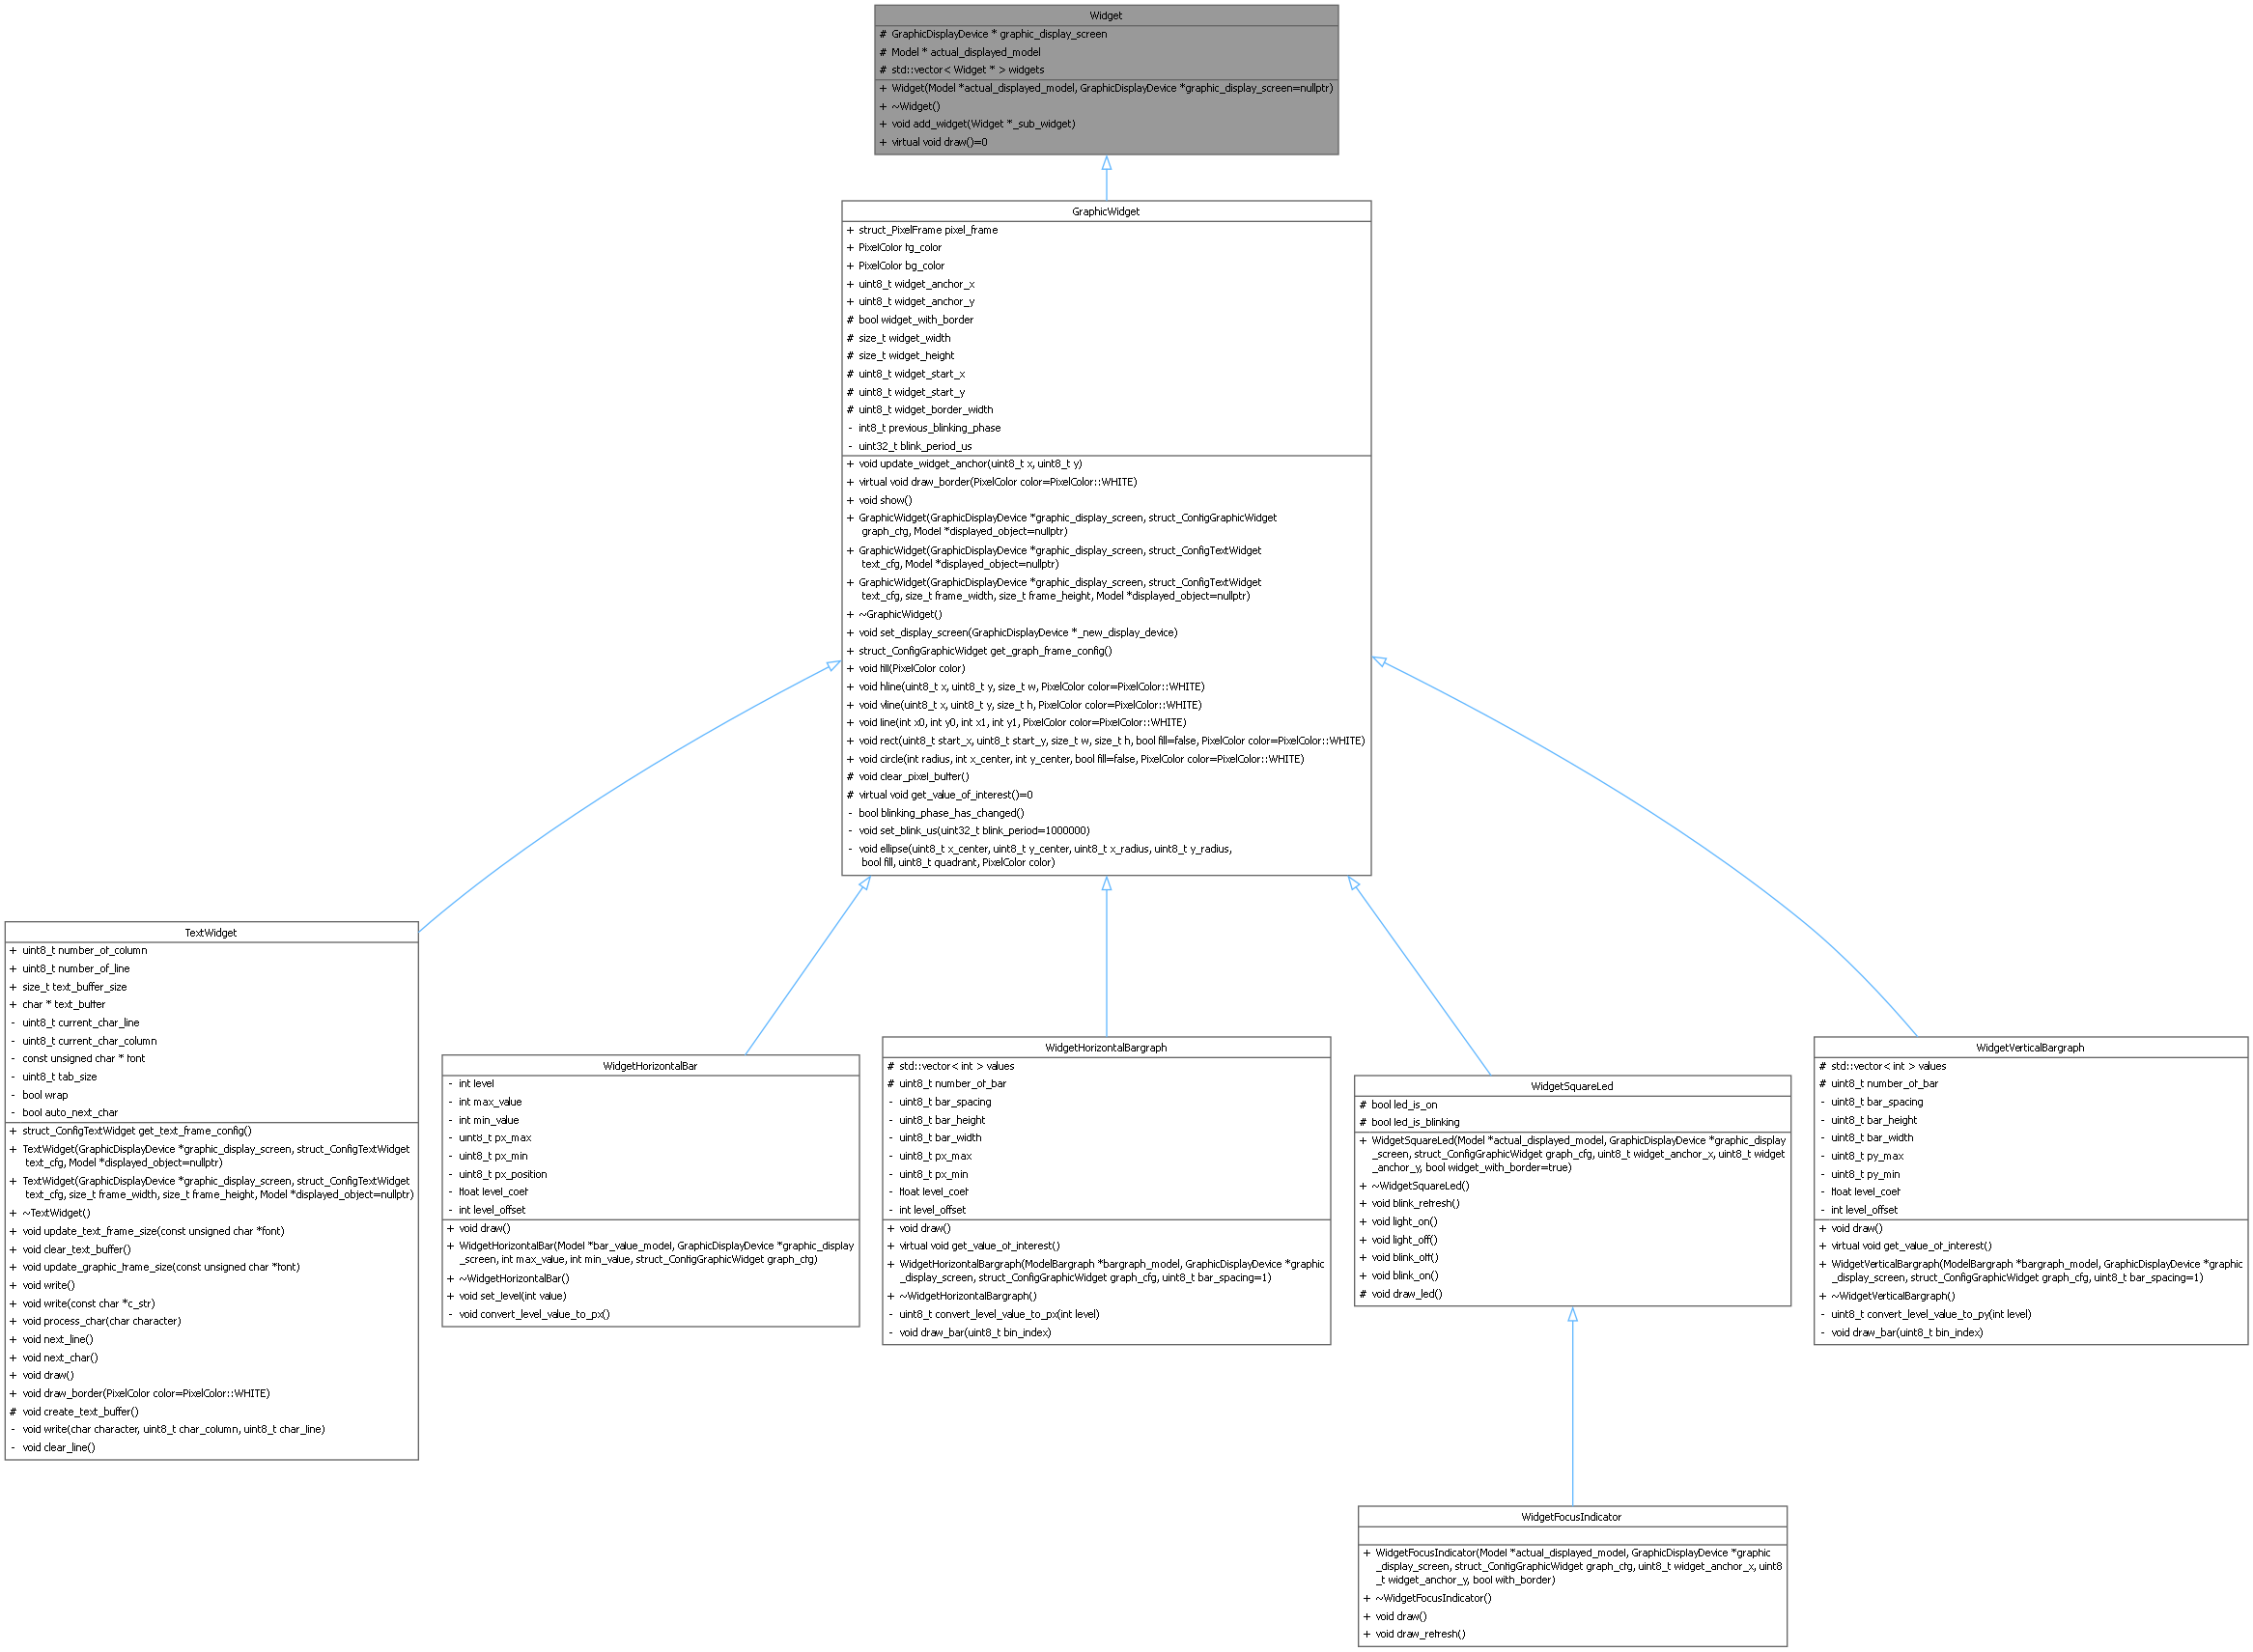 Widget
# GraphicDisplayDevice * graphic_display_screen
# Model * actual_displayed_model
# std::vector< Widget * > widgets
+ Widget(Model *actual_displayed_model, GraphicDisplayDevice *graphic_display_screen=nullptr)
+ ~Widget()
+ void add_widget(Widget *_sub_widget)
+ virtual void draw()=0
GraphicWidget
+ struct_PixelFrame pixel_frame
+ PixelColor fg_color
+ PixelColor bg_color
+ uint8_t widget_anchor_x
+ uint8_t widget_anchor_y
# bool widget_with_border
# size_t widget_width
# size_t widget_height
# uint8_t widget_start_x
# uint8_t widget_start_y
# uint8_t widget_border_width
- int8_t previous_blinking_phase
- uint32_t blink_period_us
+ void update_widget_anchor(uint8_t x, uint8_t y)
+ virtual void draw_border(PixelColor color=PixelColor::WHITE)
+ void show()
+ GraphicWidget(GraphicDisplayDevice *graphic_display_screen, struct_ConfigGraphicWidget
graph_cfg, Model *displayed_object=nullptr)
+ GraphicWidget(GraphicDisplayDevice *graphic_display_screen, struct_ConfigTextWidget
text_cfg, Model *displayed_object=nullptr)
+ GraphicWidget(GraphicDisplayDevice *graphic_display_screen, struct_ConfigTextWidget
text_cfg, size_t frame_width, size_t frame_height, Model *displayed_object=nullptr)
+ ~GraphicWidget()
+ void set_display_screen(GraphicDisplayDevice *_new_display_device)
+ struct_ConfigGraphicWidget get_graph_frame_config()
+ void fill(PixelColor color)
+ void hline(uint8_t x, uint8_t y, size_t w, PixelColor color=PixelColor::WHITE)
+ void vline(uint8_t x, uint8_t y, size_t h, PixelColor color=PixelColor::WHITE)
+ void line(int x0, int y0, int x1, int y1, PixelColor color=PixelColor::WHITE)
+ void rect(uint8_t start_x, uint8_t start_y, size_t w, size_t h, bool fill=false, PixelColor color=PixelColor::WHITE)
+ void circle(int radius, int x_center, int y_center, bool fill=false, PixelColor color=PixelColor::WHITE)
# void clear_pixel_buffer()
# virtual void get_value_of_interest()=0
- bool blinking_phase_has_changed()
- void set_blink_us(uint32_t blink_period=1000000)
- void ellipse(uint8_t x_center, uint8_t y_center, uint8_t x_radius, uint8_t y_radius,
bool fill, uint8_t quadrant, PixelColor color)
TextWidget
+ uint8_t number_of_column
+ uint8_t number_of_line
+ size_t text_buffer_size
+ char * text_buffer
- uint8_t current_char_line
- uint8_t current_char_column
- const unsigned char * font
- uint8_t tab_size
- bool wrap
- bool auto_next_char
+ struct_ConfigTextWidget get_text_frame_config()
+ TextWidget(GraphicDisplayDevice *graphic_display_screen, struct_ConfigTextWidget
text_cfg, Model *displayed_object=nullptr)
+ TextWidget(GraphicDisplayDevice *graphic_display_screen, struct_ConfigTextWidget
text_cfg, size_t frame_width, size_t frame_height, Model *displayed_object=nullptr)
+ ~TextWidget()
+ void update_text_frame_size(const unsigned char *font)
+ void clear_text_buffer()
+ void update_graphic_frame_size(const unsigned char *font)
+ void write()
+ void write(const char *c_str)
+ void process_char(char character)
+ void next_line()
+ void next_char()
+ void draw()
+ void draw_border(PixelColor color=PixelColor::WHITE)
# void create_text_buffer()
- void write(char character, uint8_t char_column, uint8_t char_line)
- void clear_line()
WidgetHorizontalBar
- int level
- int max_value
- int min_value
- uint8_t px_max
- uint8_t px_min
- uint8_t px_position
- float level_coef
- int level_offset
+ void draw()
+ WidgetHorizontalBar(Model *bar_value_model, GraphicDisplayDevice *graphic_display
_screen, int max_value, int min_value, struct_ConfigGraphicWidget graph_cfg)
+ ~WidgetHorizontalBar()
+ void set_level(int value)
- void convert_level_value_to_px()
WidgetHorizontalBargraph
# std::vector< int > values
# uint8_t number_of_bar
- uint8_t bar_spacing
- uint8_t bar_height
- uint8_t bar_width
- uint8_t px_max
- uint8_t px_min
- float level_coef
- int level_offset
+ void draw()
+ virtual void get_value_of_interest()
+ WidgetHorizontalBargraph(ModelBargraph *bargraph_model, GraphicDisplayDevice *graphic
_display_screen, struct_ConfigGraphicWidget graph_cfg, uint8_t bar_spacing=1)
+ ~WidgetHorizontalBargraph()
- uint8_t convert_level_value_to_px(int level)
- void draw_bar(uint8_t bin_index)
WidgetSquareLed
# bool led_is_on
# bool led_is_blinking
+ WidgetSquareLed(Model *actual_displayed_model, GraphicDisplayDevice *graphic_display
_screen, struct_ConfigGraphicWidget graph_cfg, uint8_t widget_anchor_x, uint8_t widget
_anchor_y, bool widget_with_border=true)
+ ~WidgetSquareLed()
+ void blink_refresh()
+ void light_on()
+ void light_off()
+ void blink_off()
+ void blink_on()
# void draw_led()
WidgetVerticalBargraph
# std::vector< int > values
# uint8_t number_of_bar
- uint8_t bar_spacing
- uint8_t bar_height
- uint8_t bar_width
- uint8_t py_max
- uint8_t py_min
- float level_coef
- int level_offset
+ void draw()
+ virtual void get_value_of_interest()
+ WidgetVerticalBargraph(ModelBargraph *bargraph_model, GraphicDisplayDevice *graphic
_display_screen, struct_ConfigGraphicWidget graph_cfg, uint8_t bar_spacing=1)
+ ~WidgetVerticalBargraph()
- uint8_t convert_level_value_to_py(int level)
- void draw_bar(uint8_t bin_index)
WidgetFocusIndicator
+ WidgetFocusIndicator(Model *actual_displayed_model, GraphicDisplayDevice *graphic
_display_screen, struct_ConfigGraphicWidget graph_cfg, uint8_t widget_anchor_x, uint8
_t widget_anchor_y, bool with_border)
+ ~WidgetFocusIndicator()
+ void draw()
+ void draw_refresh()